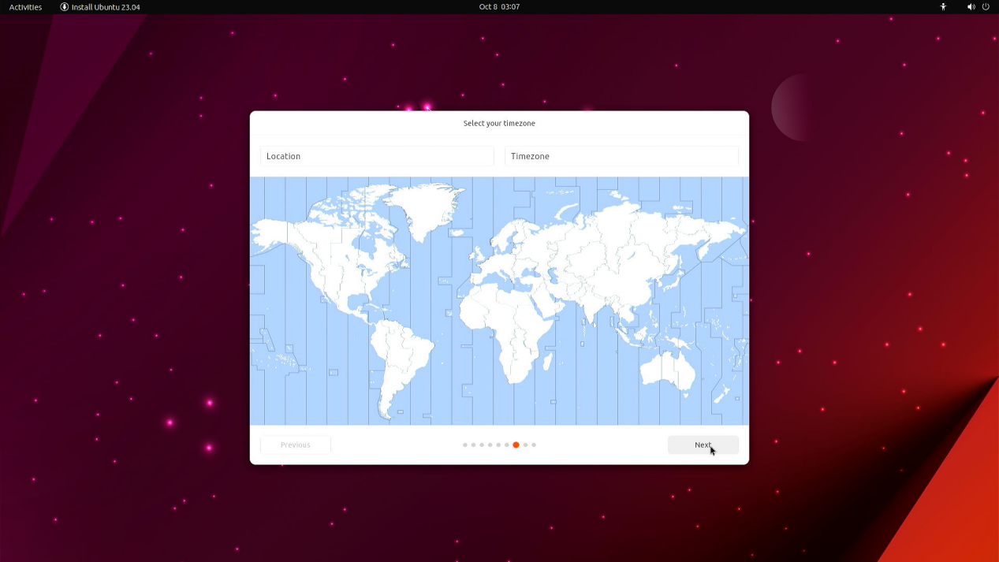 Activities Install Ubuntu 23.04 Oct 8 03:07
Select your timezone
Location Timezone
Previous Next